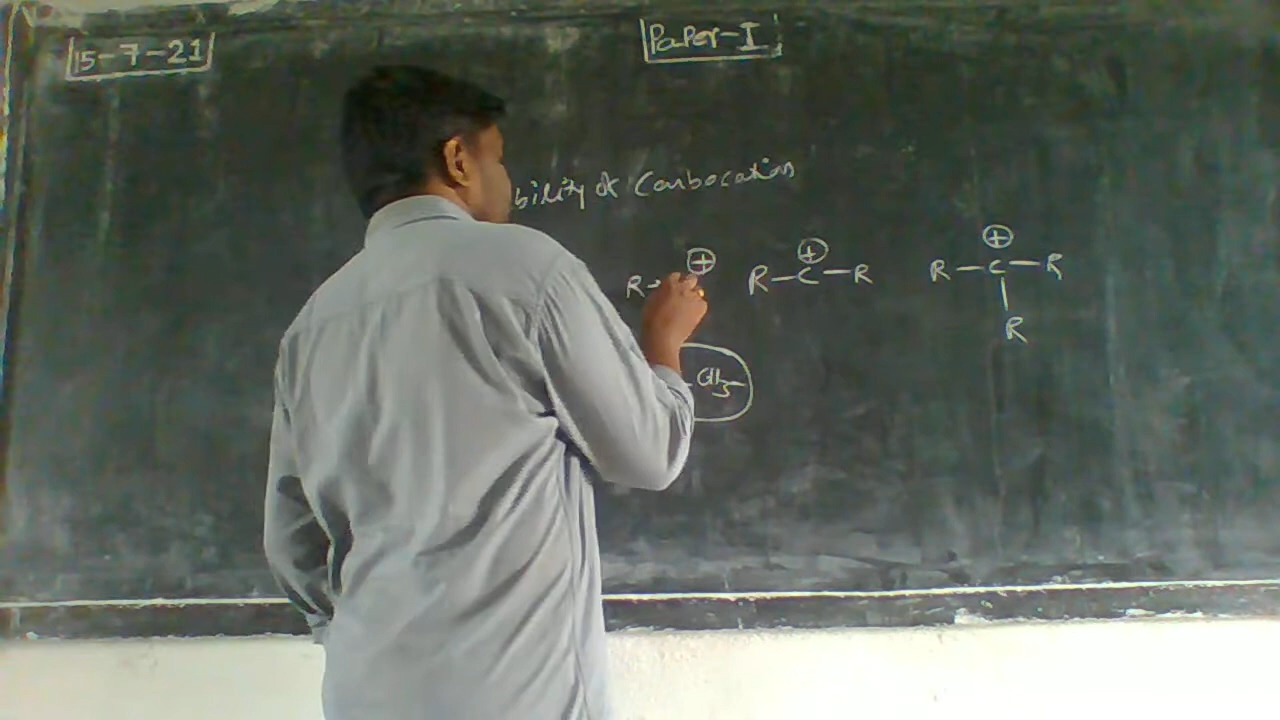 15-7-21
Paper-I
bility of Carbocation
⊕ ⊕ ⊕
R- R-C-R R-C-R
R
CH3